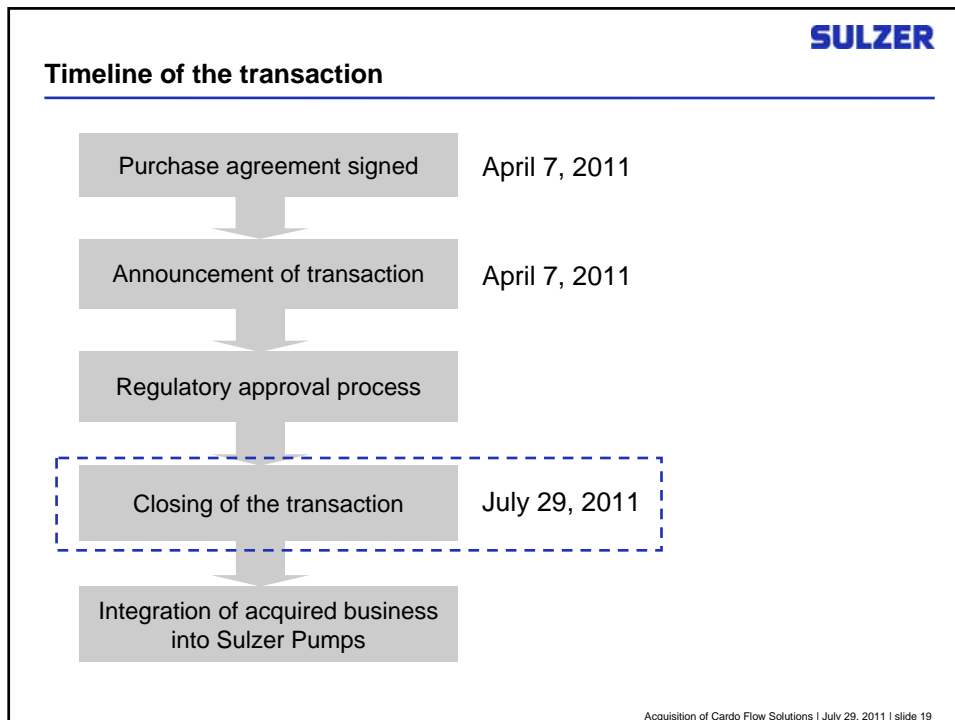 SULZER
Timeline of the transaction
Purchase agreement signed
April 7, 2011
Announcement of transaction
April 7, 2011
Regulatory approval process
Closing of the transaction
July 29, 2011
Integration of acquired business
into Sulzer Pumps
Acquisition of Cardo Flow Solutions | July 29, 2011 | slide 19